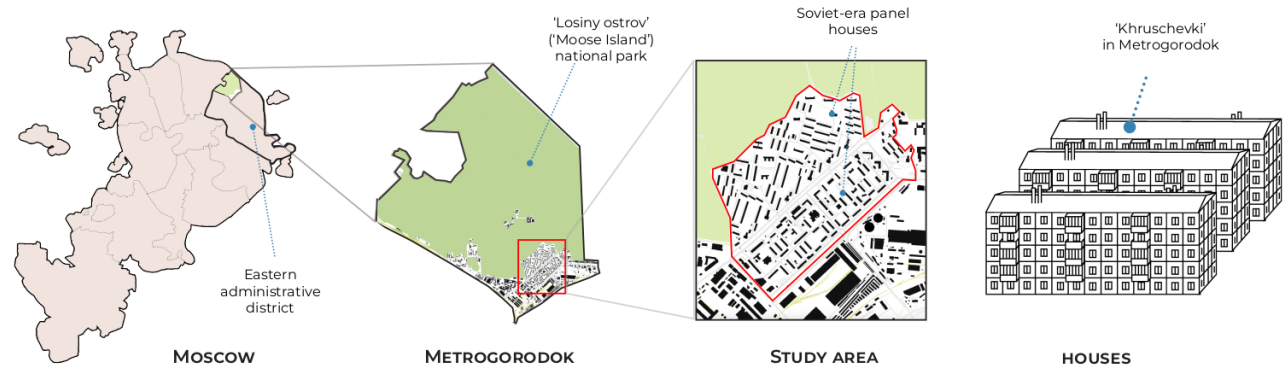 'Losiny ostrov'
('Moose Island')
national park
Soviet-era panel
houses
'Khruschevki'
in Metrogorodok
Eastern
administrative
district
MOSCOW
METROGORODOK
STUDY AREA
HOUSES